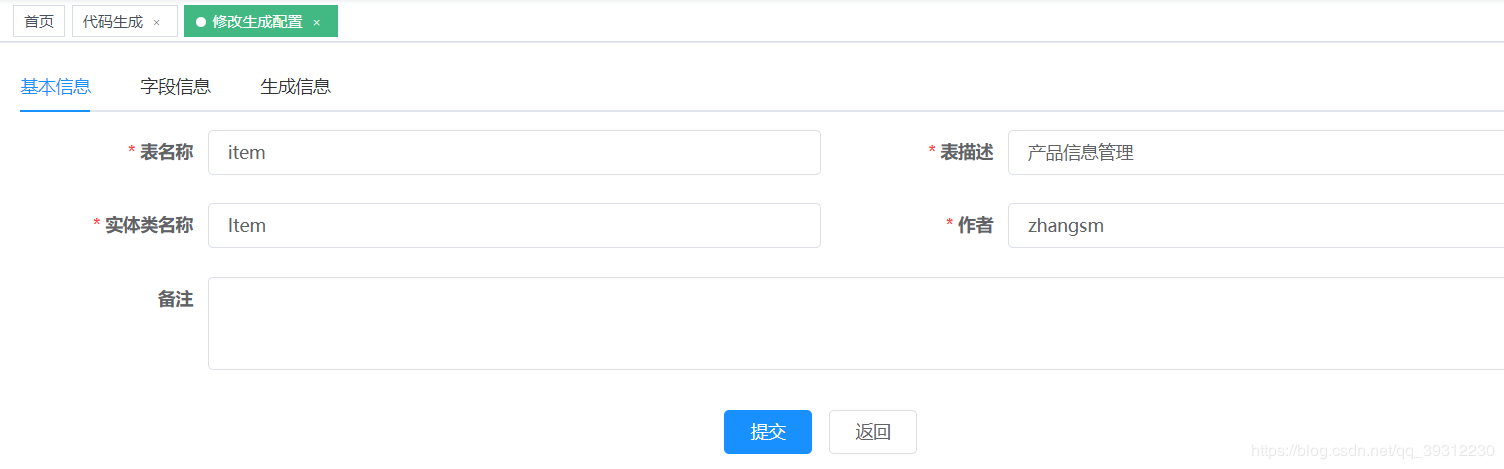 首页 代码生成 × 修改生成配置 ×
基本信息 字段信息 生成信息
* 表名称 item * 表描述 产品信息管理
* 实体类名称 Item * 作者 zhangsm
备注
提交 返回
https://blog.csdn.net/qq_39312230